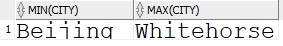 MIN(CITY) MAX(CITY)
1 Beijing Whitehorse